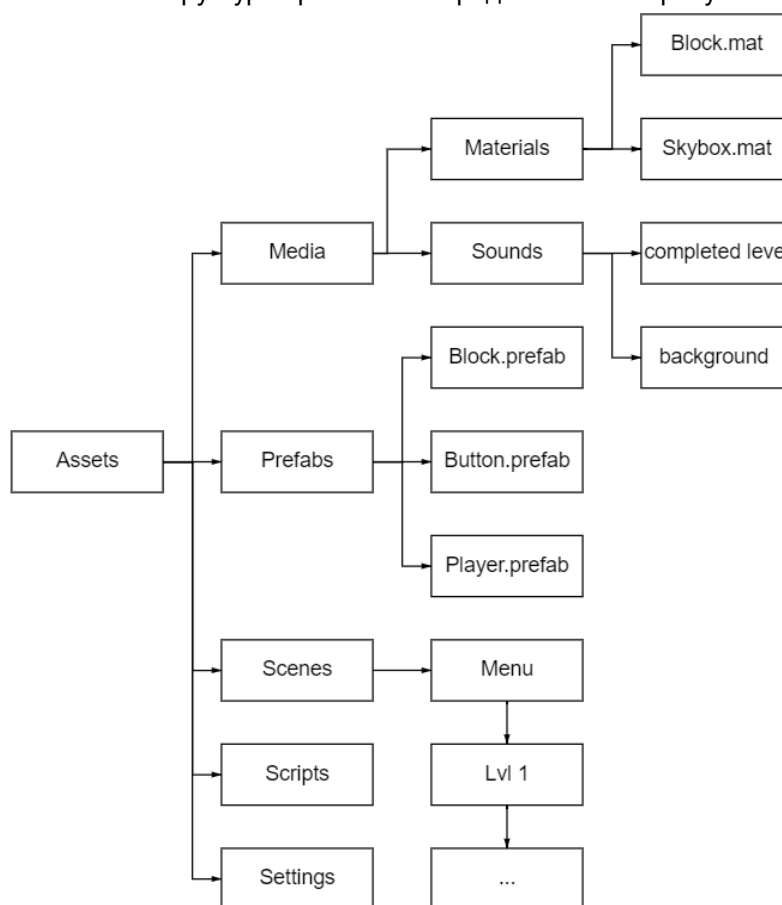 Block.mat
Materials
Skybox.mat
Media
Sounds
completed leve
Block.prefab
background
Assets
Prefabs
Button.prefab
Player.prefab
Scenes
Menu
Scripts
Lvl 1
Settings
...